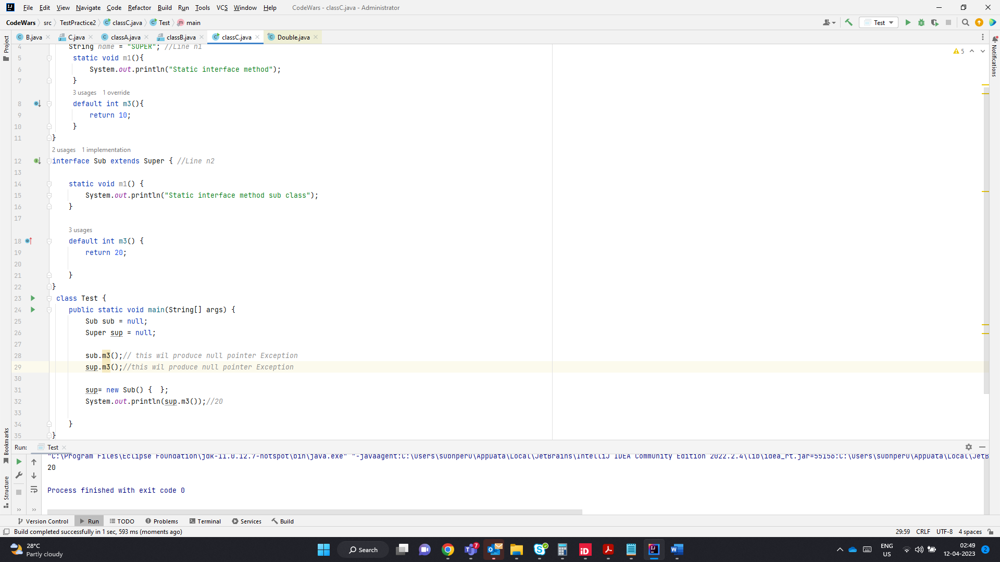 File Edit View Navigate Code Refactor Build Run Tools VCS Window Help CodeWars - classC.java - Administrator
CodeWars src TestPractice2 classC.java Test main Test
B.java C.java classA.java classB.java classC.java Double.java
Project
Notifications
5
4 String name = "SUPER"; //Line n1
5 static void m1(){
6 System.out.println("Static interface method");
7 }
3 usages 1 override
8 default int m3(){
9 return 10;
10 }
11 }
2 usages 1 implementation
12 interface Sub extends Super { //Line n2
13
14 static void m1() {
15 System.out.println("Static interface method sub class");
16 }
17
3 usages
18 default int m3() {
19 return 20;
20
21 }
22 }
23 class Test {
24 public static void main(String[] args) {
25 Sub sub = null;
26 Super sup = null;
27
28 sub.m3();// this wil produce null pointer Exception
29 sup.m3();//this wil produce null pointer Exception
30
31 sup= new Sub() {  };
32 System.out.println(sup.m3());//20
33
34 }
35 }
Bookmarks
Structure
Run: Test
"C:\Program Files\Eclipse Foundation\jdk-11.0.12.7-hotspot\bin\java.exe" "-javaagent:C:\Users\subhper0\AppData\Local\JetBrains\IntelliJ IDEA Community Edition 2022.2.4\lib\idea_rt.jar=55156:C:\Users\subhper0\AppData\Local\JetB
20
Process finished with exit code 0
Version Control Run TODO Problems Terminal Services Build
Build completed successfully in 1 sec, 593 ms (moments ago) 29:59 CRLF UTF-8 4 spaces
28°C
Partly cloudy
Search
7
iD
ENG
US
02:49
12-04-2023
2